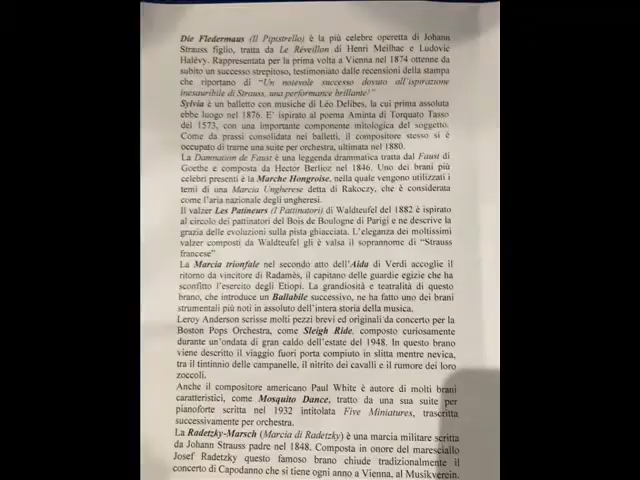 Die Fledermaus (Il Pipistrello) è la più celebre operetta di Johann
Strauss figlio, tratta da Le Réveillon di Henri Meilhac e Ludovic
Halévy. Rappresentata per la prima volta a Vienna nel 1874 ottenne da
subito un successo strepitoso, testimoniato dalle recensioni della stampa
che riportano di "Un notevole successo dovuto all'ispirazione
inesauribile di Strauss, una performance brillante!"
Sylvia è un balletto con musiche di Léo Delibes, la cui prima assoluta
ebbe luogo nel 1876. E' ispirato al poema Aminta di Torquato Tasso
del 1573, con una importante componente mitologica del soggetto.
Come da prassi consolidata nei balletti, il compositore stesso si è
occupato di trarne una suite per orchestra, ultimata nel 1880.
La Damnation de Faust è una leggenda drammatica tratta dal Faust di
Goethe e composta da Hector Berlioz nel 1846. Uno dei brani più
celebri presenti è la Marche Hongroise, nella quale vengono utilizzati i
temi di una Marcia Ungherese detta di Rakoczy, che è considerata
come l'aria nazionale degli ungheresi.
Il valzer Les Patineurs (I Pattinatori) di Waldteufel del 1882 è ispirato
al circolo dei pattinatori del Bois de Boulogne di Parigi e ne descrive la
grazia delle evoluzioni sulla pista ghiacciata. L'eleganza dei moltissimi
valzer composti da Waldteufel gli è valsa il soprannome di "Strauss
francese"
La Marcia trionfale nel secondo atto dell'Aida di Verdi accoglie il
ritorno da vincitore di Radamès, il capitano delle guardie egizie che ha
sconfitto l'esercito degli Etiopi. La grandiosità e teatralità di questo
brano, che introduce un Ballabile successivo, ne ha fatto uno dei brani
strumentali più noti in assoluto dell'intera storia della musica.
Leroy Anderson scrisse molti pezzi brevi ed originali da concerto per la
Boston Pops Orchestra, come Sleigh Ride, composto curiosamente
durante un'ondata di gran caldo dell'estate del 1948. In questo brano
viene descritto il viaggio fuori porta compiuto in slitta mentre nevica,
tra il tintinnio delle campanelle, il nitrito dei cavalli e il rumore dei loro
zoccoli.
Anche il compositore americano Paul White è autore di molti brani
caratteristici, come Mosquito Dance, tratto da una sua suite per
pianoforte scritta nel 1932 intitolata Five Miniatures, trascritta
successivamente per orchestra.
La Radetzky-Marsch (Marcia di Radetzky) è una marcia militare scritta
da Johann Strauss padre nel 1848. Composta in onore del maresciallo
Josef Radetzky questo famoso brano chiude tradizionalmente il
concerto di Capodanno che si tiene ogni anno a Vienna, al Musikverein.